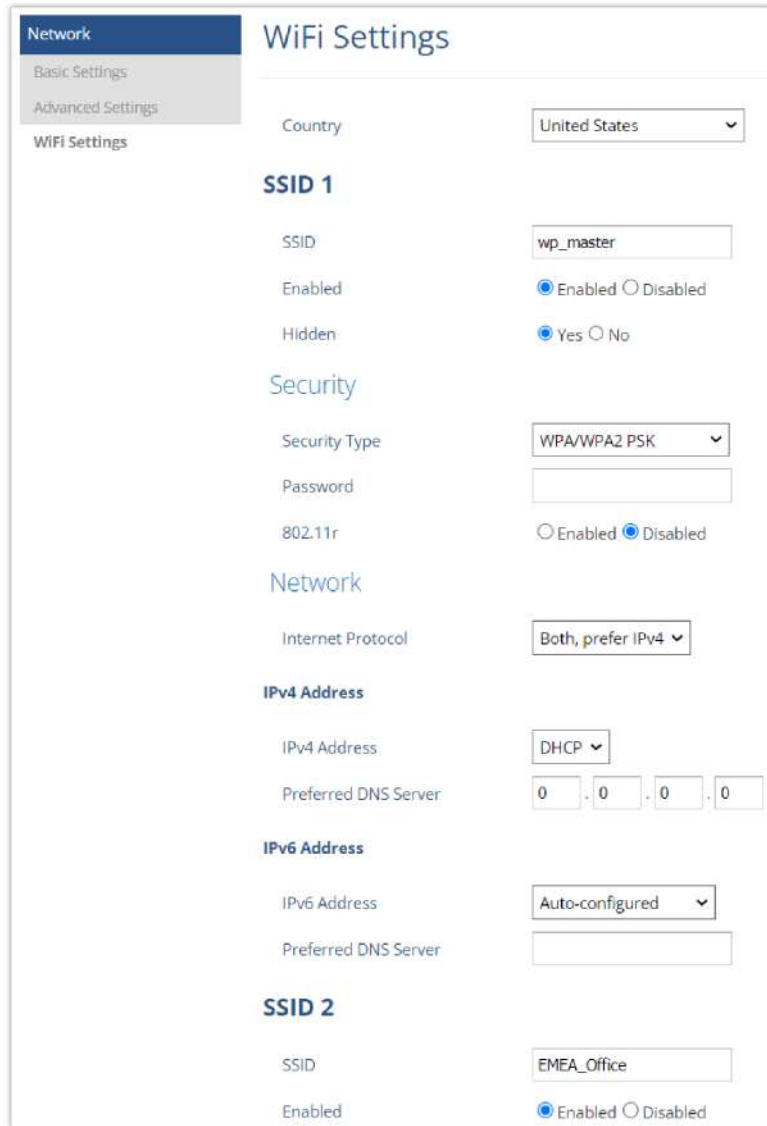 Network
Basic Settings
Advanced Settings
WiFi Settings
WiFi Settings
Country United States
SSID 1
SSID wp_master
Enabled Enabled Disabled
Hidden Yes No
Security
Security Type WPA/WPA2 PSK
Password
802.11r Enabled Disabled
Network
Internet Protocol Both, prefer IPv4
IPv4 Address
IPv4 Address DHCP
Preferred DNS Server 0 . 0 . 0 . 0
IPv6 Address
IPv6 Address Auto-configured
Preferred DNS Server
SSID 2
SSID EMEA_Office
Enabled Enabled Disabled